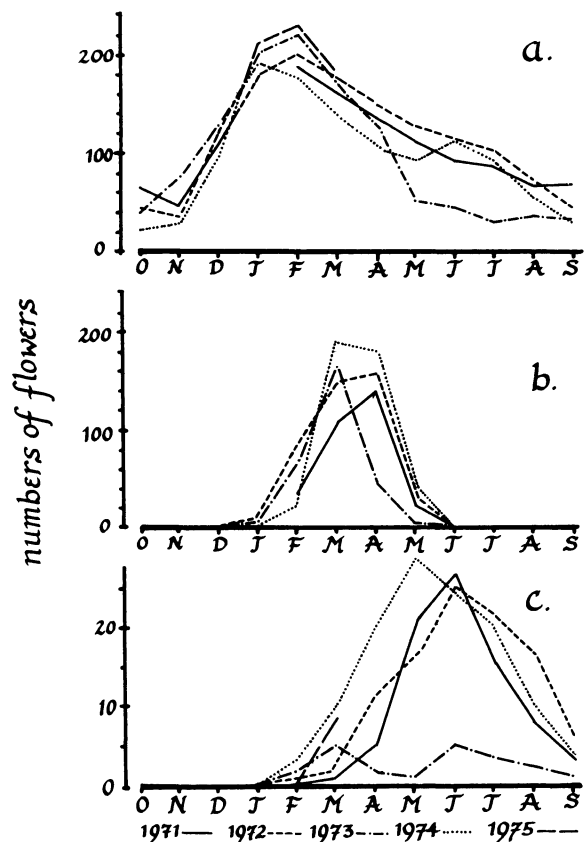 numbers of flowers
a.
200
100
0
O N D J F M A M J J A S
b.
200
100
0
O N D J F M A M J J A S
c.
20
10
0
O N D J F M A M J J A S
1971 1972 1973 1974 1975